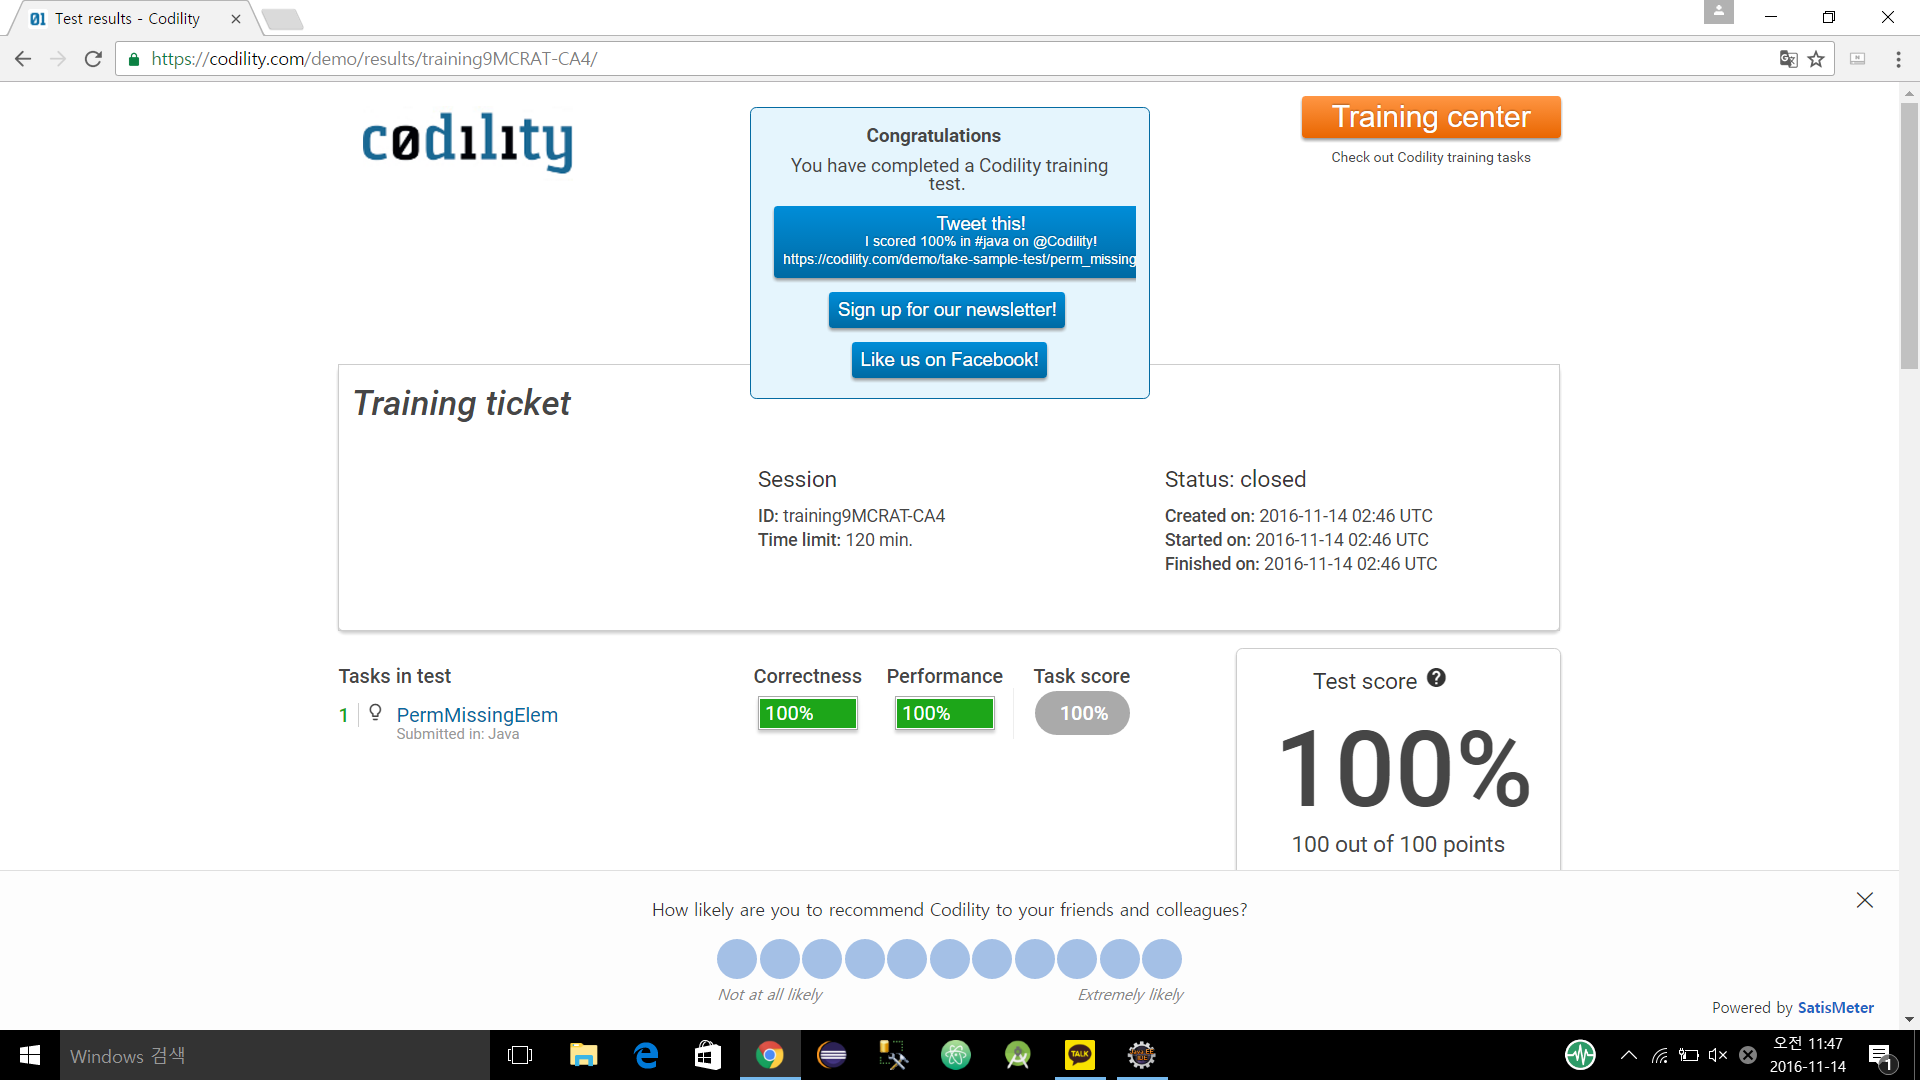 Test results - Codility
https://codility.com/demo/results/training9MCRAT-CA4/
codility
Congratulations
You have completed a Codility training
test.
Tweet this!
I scored 100% in #java on @Codility!
https://codility.com/demo/take-sample-test/perm_missing
Sign up for our newsletter!
Like us on Facebook!
Training center
Check out Codility training tasks
Training ticket
Session
ID: training9MCRAT-CA4
Time limit: 120 min.
Status: closed
Created on: 2016-11-14 02:46 UTC
Started on: 2016-11-14 02:46 UTC
Finished on: 2016-11-14 02:46 UTC
Tasks in test
Correctness
Performance
Task score
1
PermMissingElem
Submitted in: Java
100%
100%
100%
Test score
100%
100 out of 100 points
How likely are you to recommend Codility to your friends and colleagues?
Not at all likely
Extremely likely
Powered by SatisMeter
Windows 검색
TALK
오전 11:47
2016-11-14
1